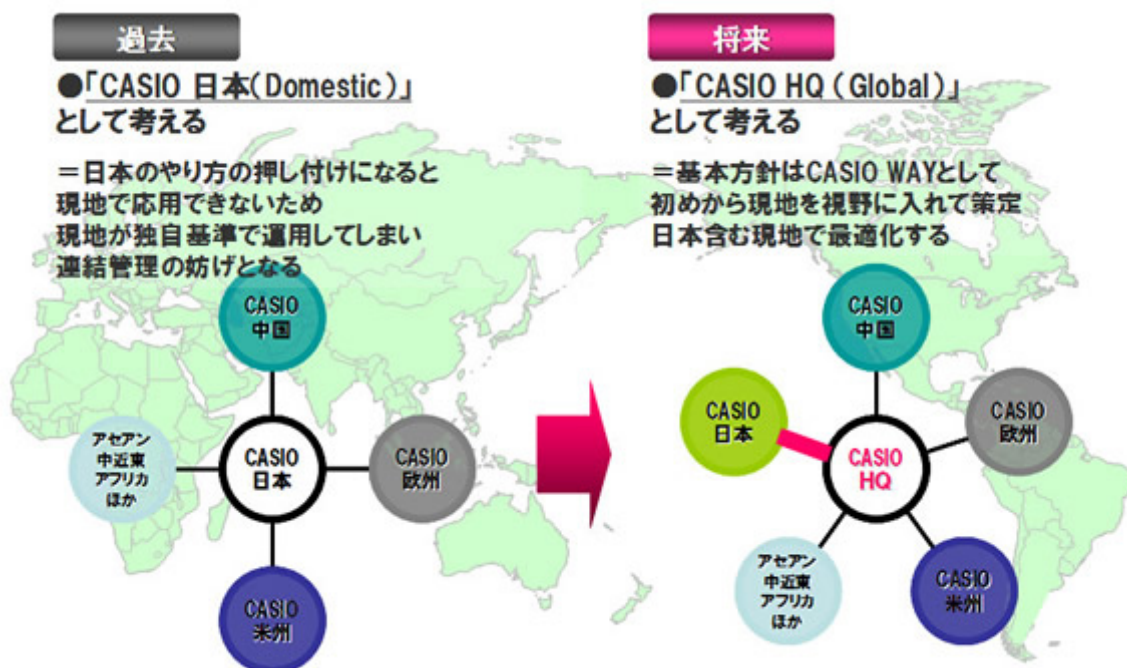 過去
●「CASIO 日本(Domestic)」
として考える
＝日本のやり方の押し付けになると
現地で応用できないため
現地が独自基準で運用してしまい
連結管理の妨げとなる
CASIO
中国
アセアン
中近東
アフリカ
ほか
CASIO
日本
CASIO
欧州
CASIO
米州
将来
●「CASIO HQ (Global)」
として考える
＝基本方針はCASIO WAYとして
初めから現地を視野に入れて策定
日本含む現地で最適化する
CASIO
中国
CASIO
日本
CASIO
欧州
CASIO
HQ
アセアン
中近東
アフリカ
ほか
CASIO
米州